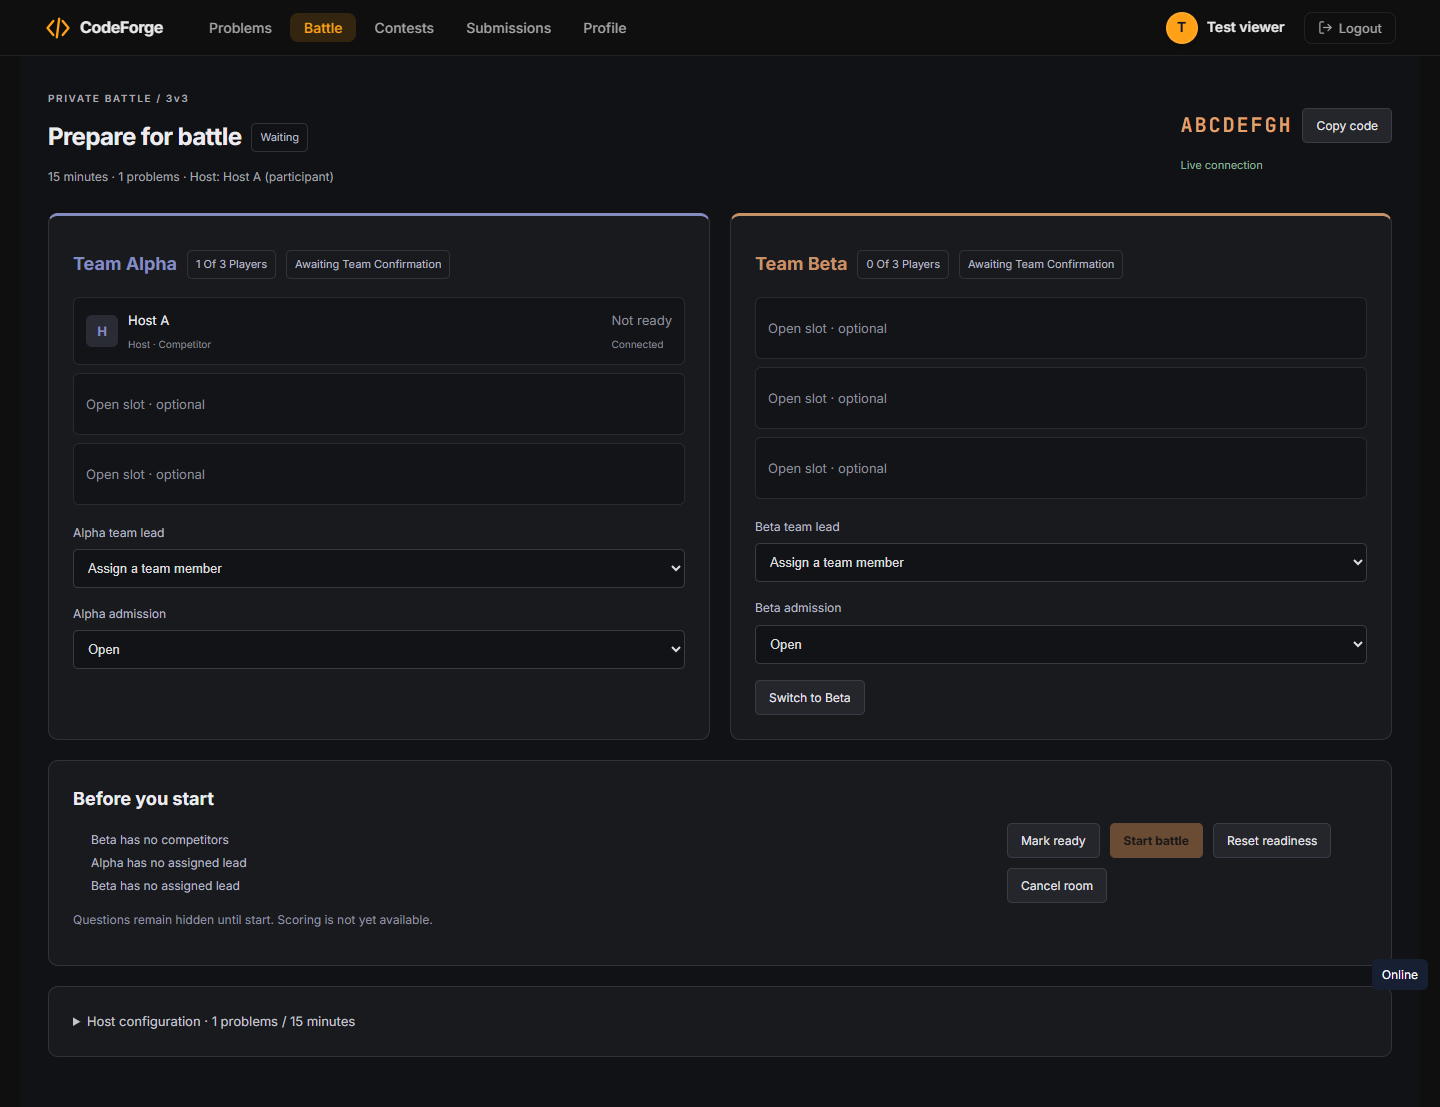 CodeForge
Problems
Battle
Contests
Submissions
Profile
T
Test viewer
Logout
PRIVATE BATTLE / 3v3
Prepare for battle
Waiting
15 minutes · 1 problems · Host: Host A (participant)
ABCDEFGH
Copy code
Live connection
Team Alpha
1 Of 3 Players
Awaiting Team Confirmation
H
Host A
Host · Competitor
Not ready
Connected
Open slot · optional
Open slot · optional
Alpha team lead
Assign a team member
Alpha admission
Open
Team Beta
0 Of 3 Players
Awaiting Team Confirmation
Open slot · optional
Open slot · optional
Open slot · optional
Beta team lead
Assign a team member
Beta admission
Open
Switch to Beta
Before you start
Beta has no competitors
Alpha has no assigned lead
Beta has no assigned lead
Questions remain hidden until start. Scoring is not yet available.
Mark ready
Start battle
Reset readiness
Cancel room
Online
Host configuration · 1 problems / 15 minutes